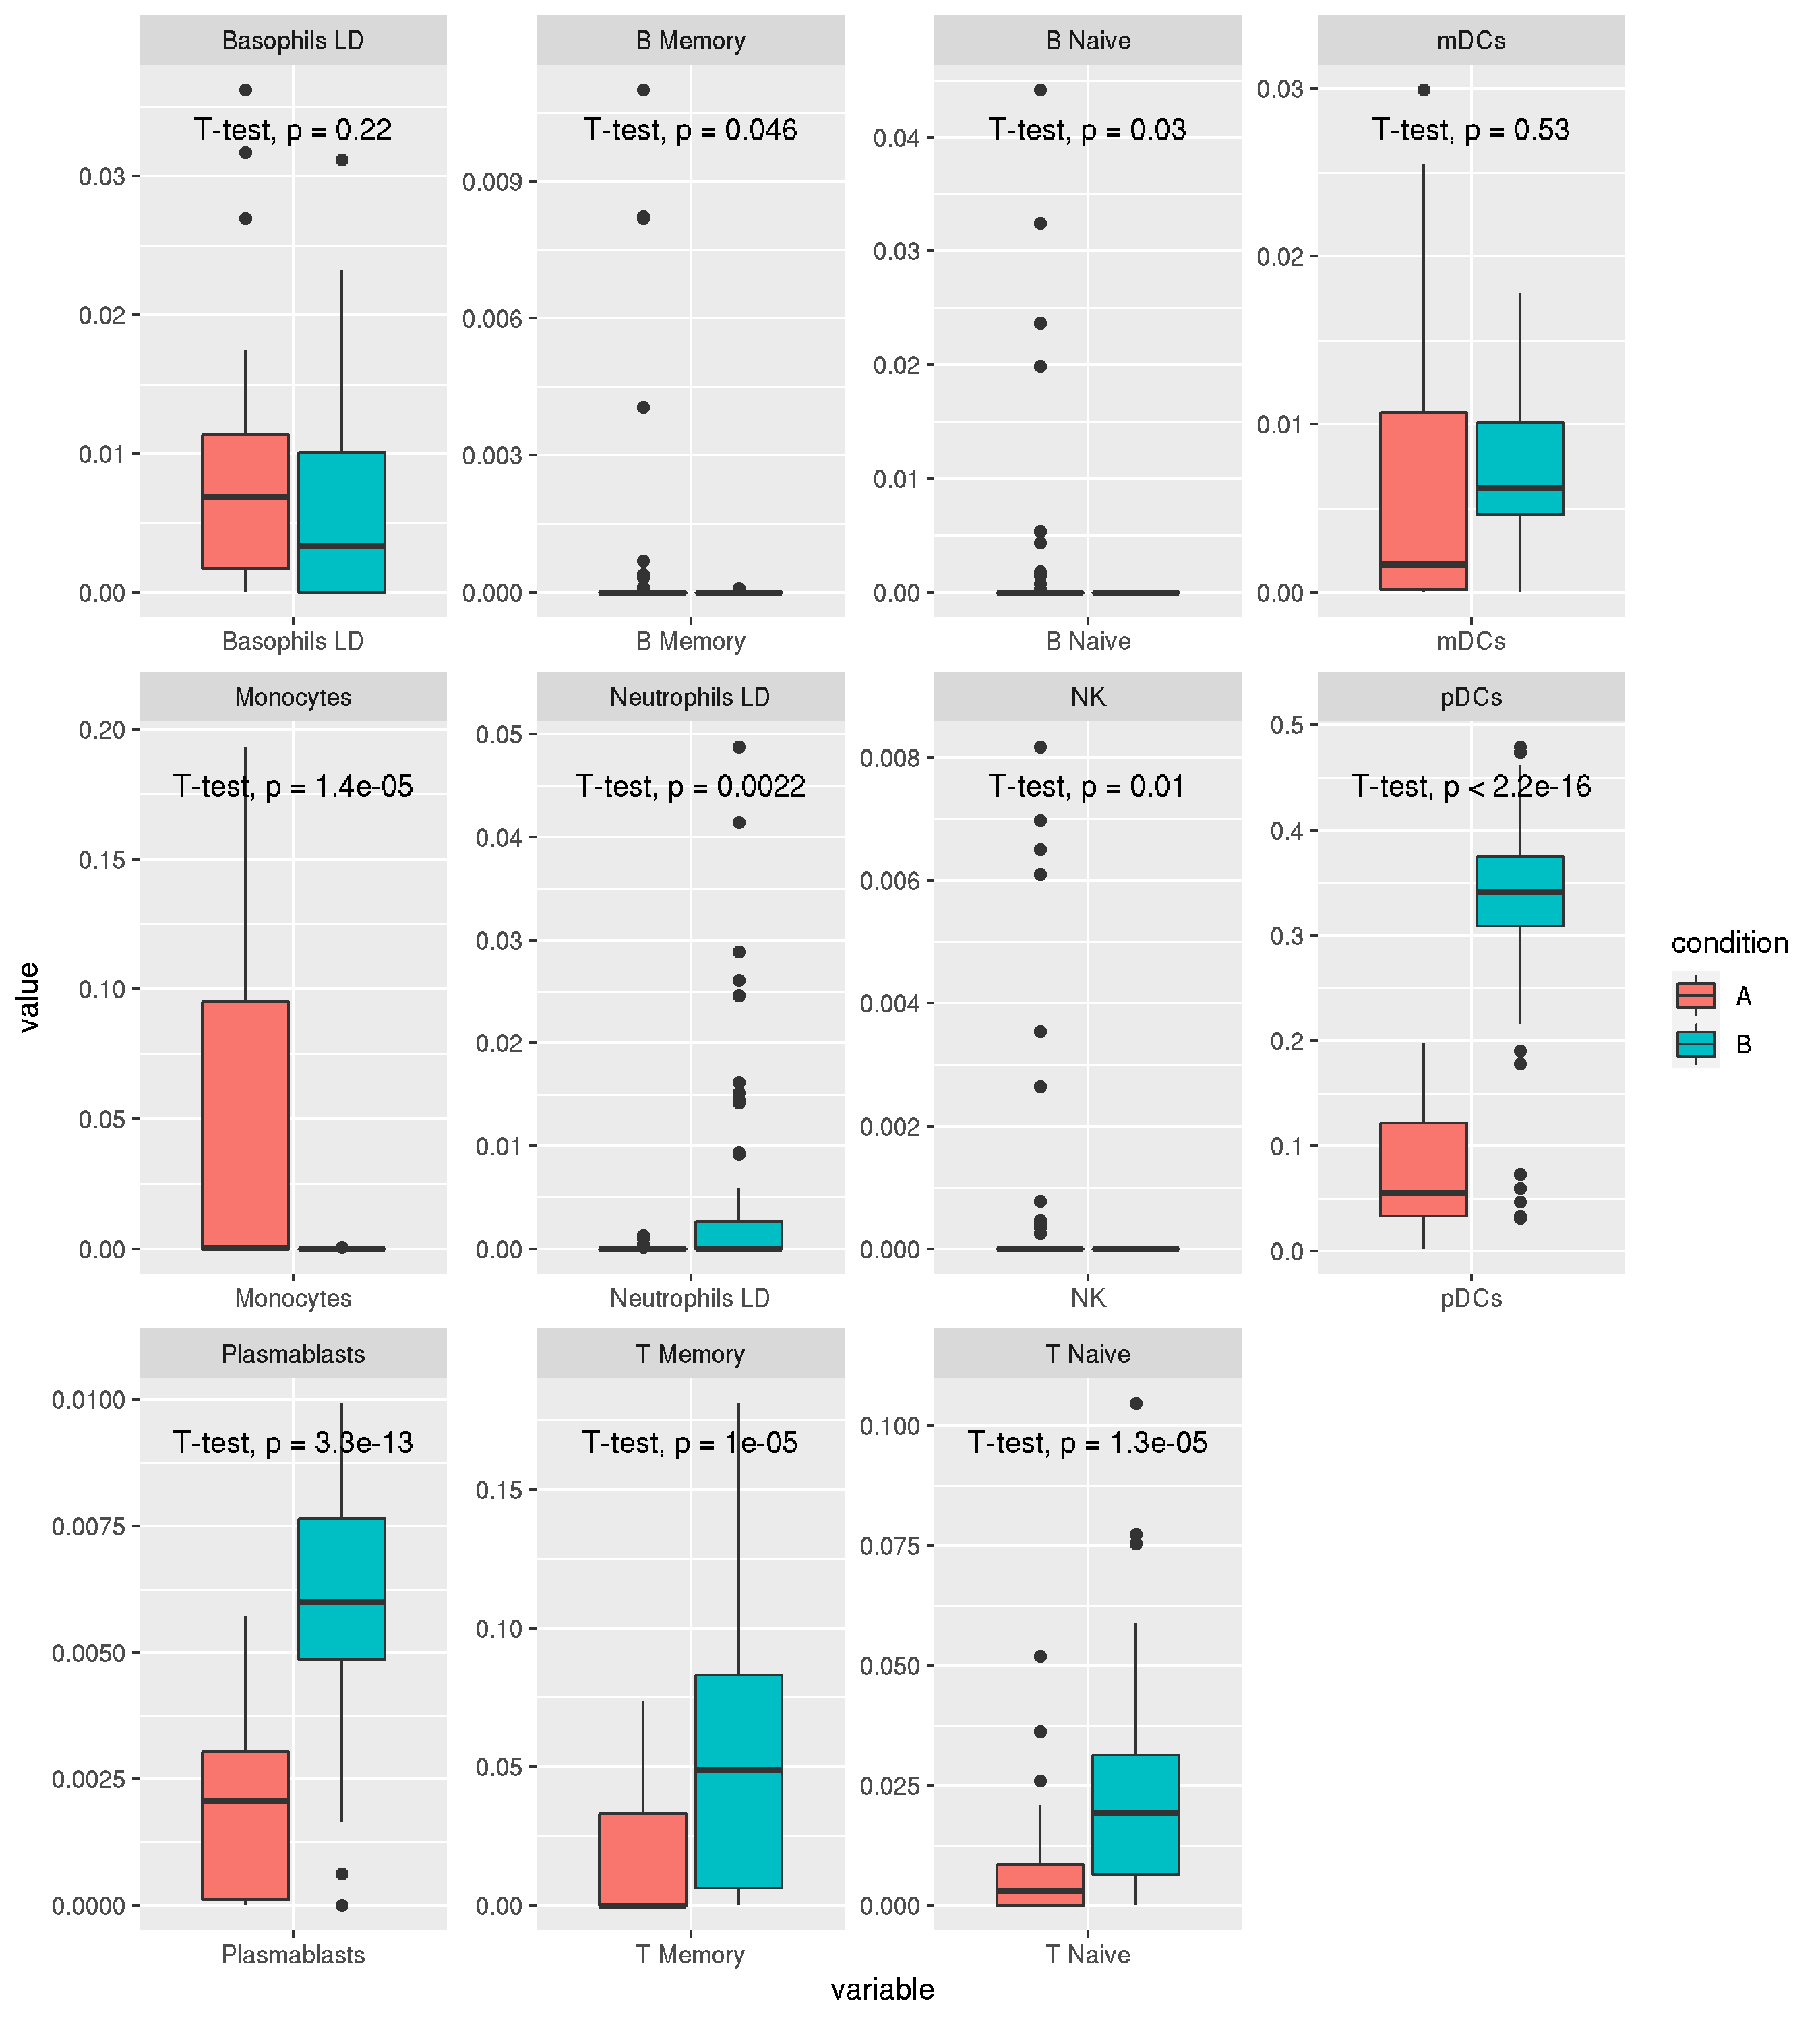 Basophils LD
B Memory
B Naive
mDCs
T-test, p = 0.22
T-test, p = 0.046
T-test, p = 0.03
T-test, p = 0.53
0.03
0.02
0.01
0.00
0.009
0.006
0.003
0.000
0.04
0.03
0.02
0.01
0.00
0.03
0.02
0.01
0.00
Basophils LD
B Memory
B Naive
mDCs
Monocytes
Neutrophils LD
NK
pDCs
T-test, p = 1.4e-05
T-test, p = 0.0022
T-test, p = 0.01
T-test, p < 2.2e-16
0.20
0.15
0.10
0.05
0.00
0.05
0.04
0.03
0.02
0.01
0.00
0.008
0.006
0.004
0.002
0.000
0.5
0.4
0.3
0.2
0.1
0.0
Monocytes
Neutrophils LD
NK
pDCs
value
condition
A
B
Plasmablasts
T Memory
T Naive
T-test, p = 3.3e-13
T-test, p = 1e-05
T-test, p = 1.3e-05
0.0100
0.0075
0.0050
0.0025
0.0000
0.15
0.10
0.05
0.00
0.100
0.075
0.050
0.025
0.000
Plasmablasts
T Memory
T Naive
variable